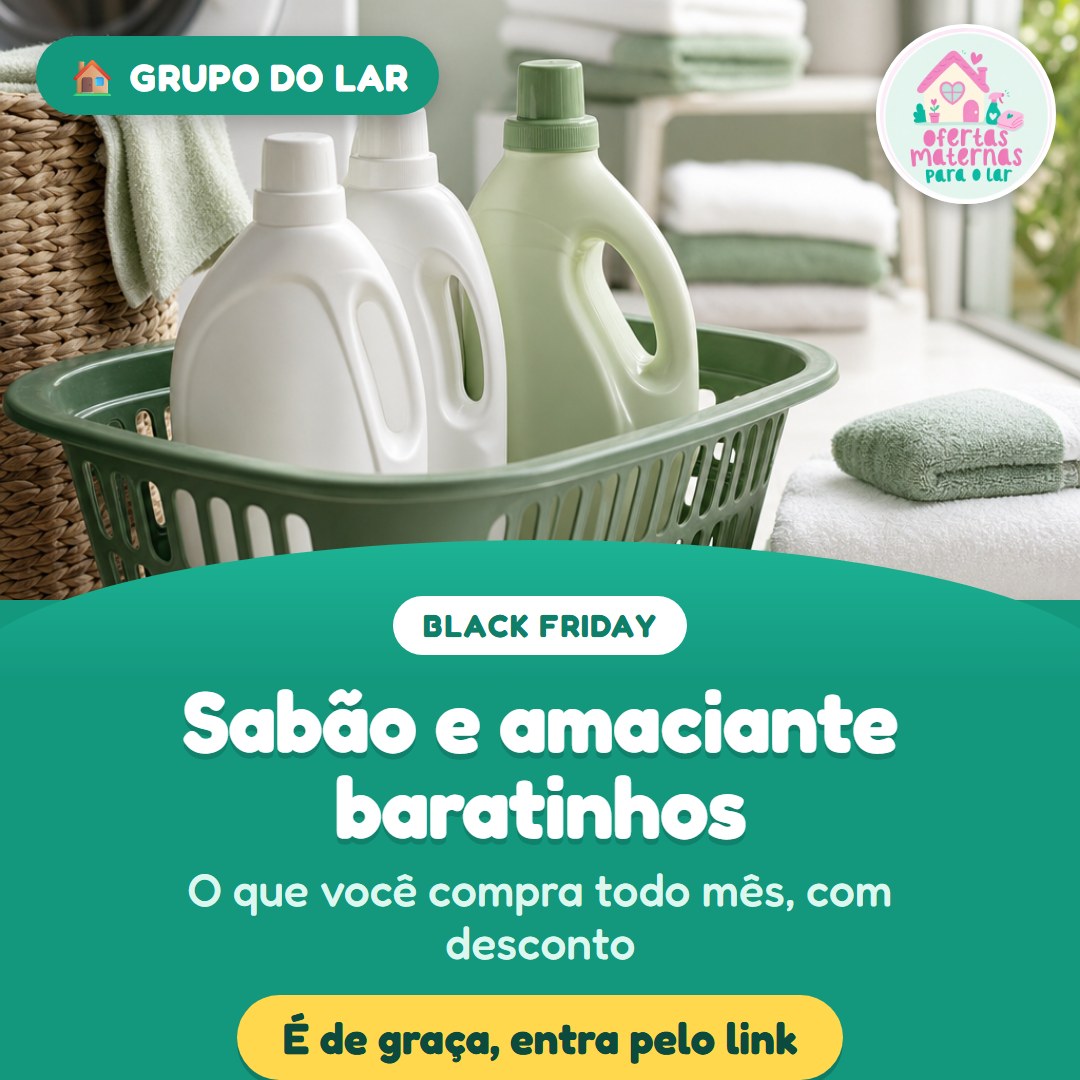 GRUPO DO LAR
ofertas
maternas
para o lar
BLACK FRIDAY
Sabão e amaciante
baratinhos
O que você compra todo mês, com
desconto
É de graça, entra pelo link